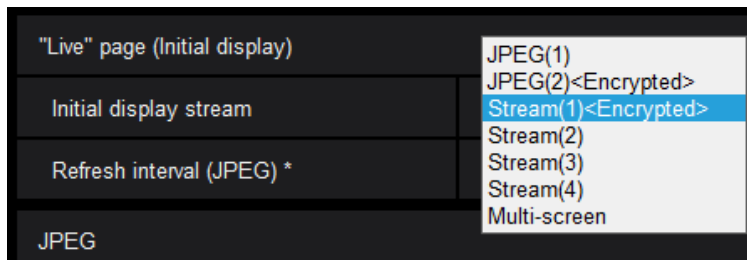 "Live" page (Initial display)
Initial display stream
Refresh interval (JPEG) *
JPEG
JPEG(1)
JPEG(2)<Encrypted>
Stream(1)<Encrypted>
Stream(2)
Stream(3)
Stream(4)
Multi-screen